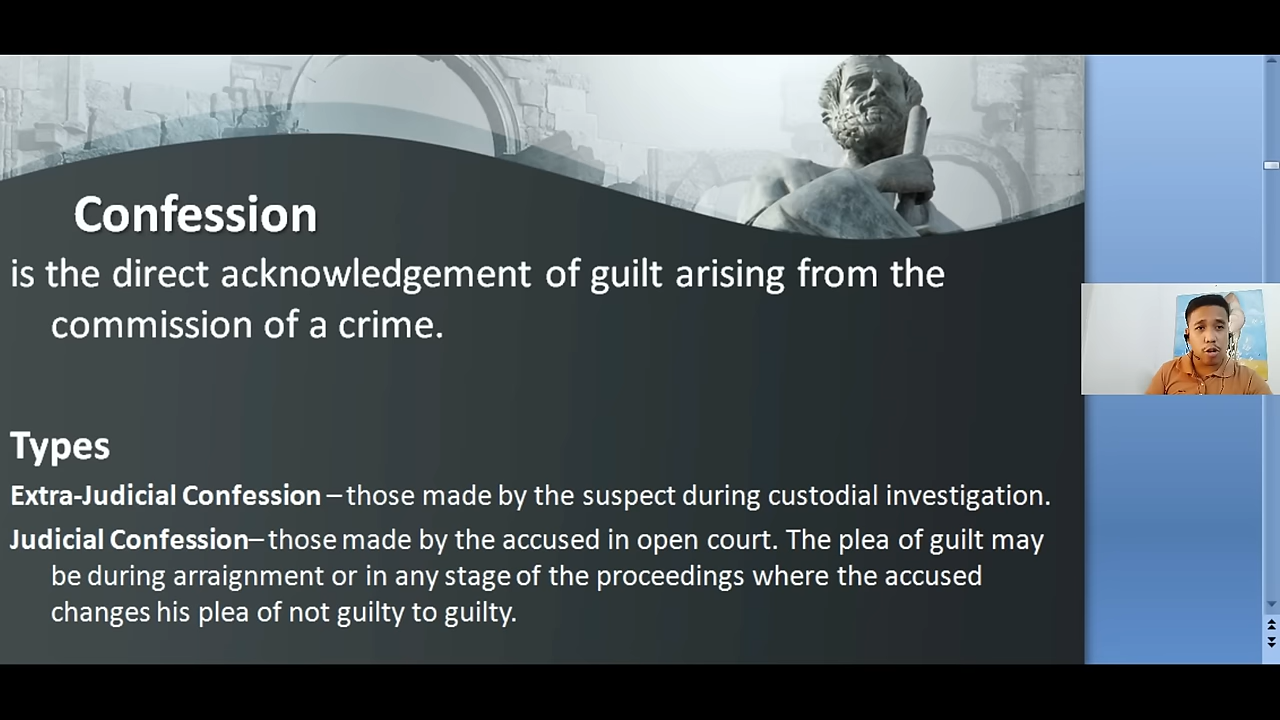 Confession
is the direct acknowledgement of guilt arising from the
commission of a crime.
Types
Extra-Judicial Confession – those made by the suspect during custodial investigation.
Judicial Confession– those made by the accused in open court. The plea of guilt may
be during arraignment or in any stage of the proceedings where the accused
changes his plea of not guilty to guilty.